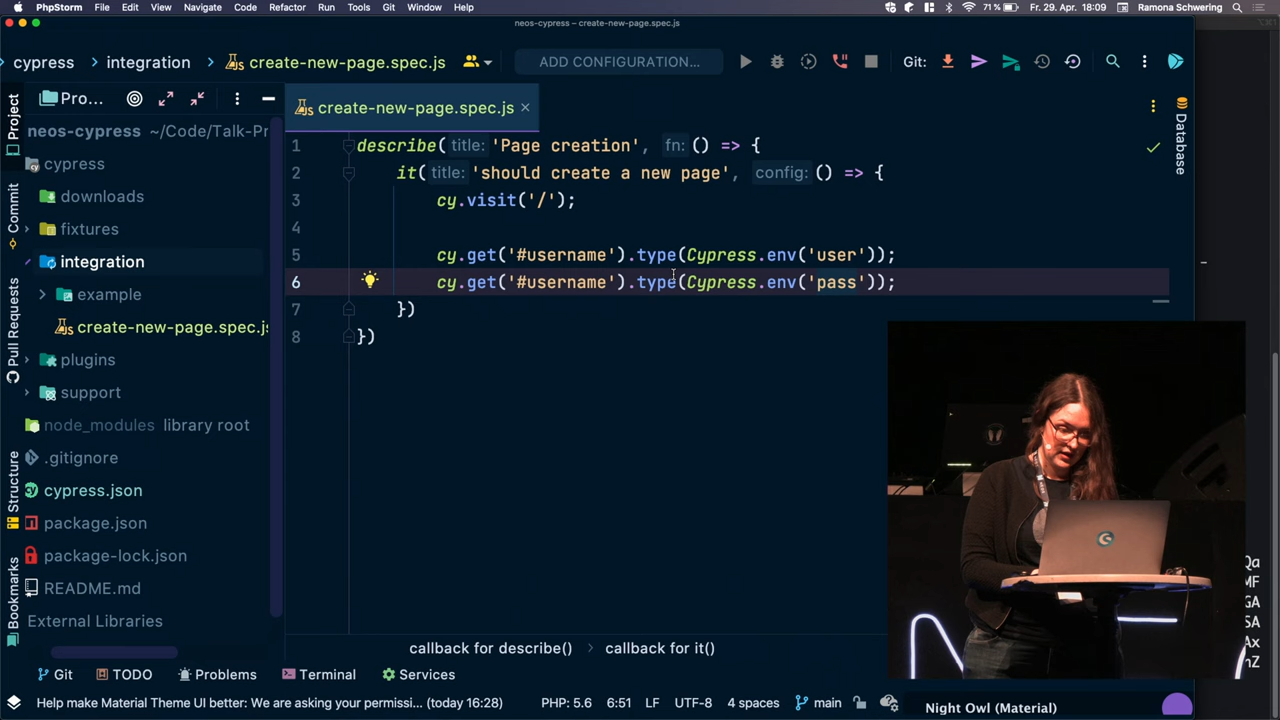 PhpStorm File Edit View Navigate Code Refactor Run Tools Git Window Help 71 % Fr. 29. Apr. 18:09 Ramona Schwering
neos-cypress – create-new-page.spec.js
cypress integration create-new-page.spec.js ADD CONFIGURATION... Git:
Pro... create-new-page.spec.js
neos-cypress ~/Code/Talk-Pr
cypress
downloads
fixtures
integration
example
create-new-page.spec.js
plugins
support
node_modules library root
.gitignore
cypress.json
package.json
package-lock.json
README.md
External Libraries
Project
Commit
Pull Requests
Structure
Bookmarks
Database
1 describe( title: 'Page creation', fn: () => {
2 it( title: 'should create a new page', config: () => {
3 cy.visit('/');
4
5 cy.get('#username').type(Cypress.env('user'));
6 cy.get('#username').type(Cypress.env('pass'));
7 })
8 })
Qa
MF
GA
SA
Ax
nZ
callback for describe() callback for it()
Git TODO Problems Terminal Services
Help make Material Theme UI better: We are asking your permissi... (today 16:28) PHP: 5.6 6:51 LF UTF-8 4 spaces main Night Owl (Material)